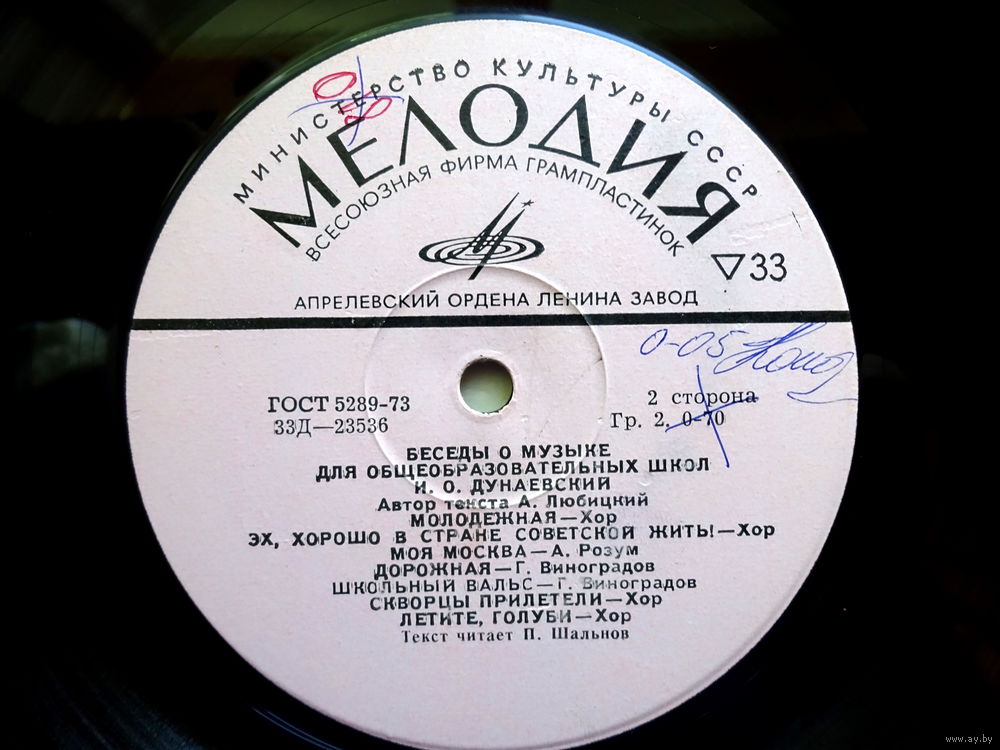 МИНИСТЕРСТВО КУЛЬТУРЫ СССР
МЕЛОДИЯ
ВСЕСОЮЗНАЯ ФИРМА ГРАМПЛАСТИНОК
33
АПРЕЛЕВСКИЙ ОРДЕНА ЛЕНИНА ЗАВОД
0-05
ГОСТ 5289-73
2 сторона
33Д—23536
Гр. 2. 0-70
БЕСЕДЫ О МУЗЫКЕ
ДЛЯ ОБЩЕОБРАЗОВАТЕЛЬНЫХ ШКОЛ
И. О. ДУНАЕВСКИЙ
Автор текста А. Любицкий
МОЛОДЕЖНАЯ—Хор
ЭХ, ХОРОШО В СТРАНЕ СОВЕТСКОЙ ЖИТЬ!—Хор
МОЯ МОСКВА—А. Розум
ДОРОЖНАЯ—Г. Виноградов
ШКОЛЬНЫЙ ВАЛЬС—Г. Виноградов
СКВОРЦЫ ПРИЛЕТЕЛИ—Хор
ЛЕТИТЕ, ГОЛУБИ—Хор
Текст читает П. Шальнов
www.ay.by